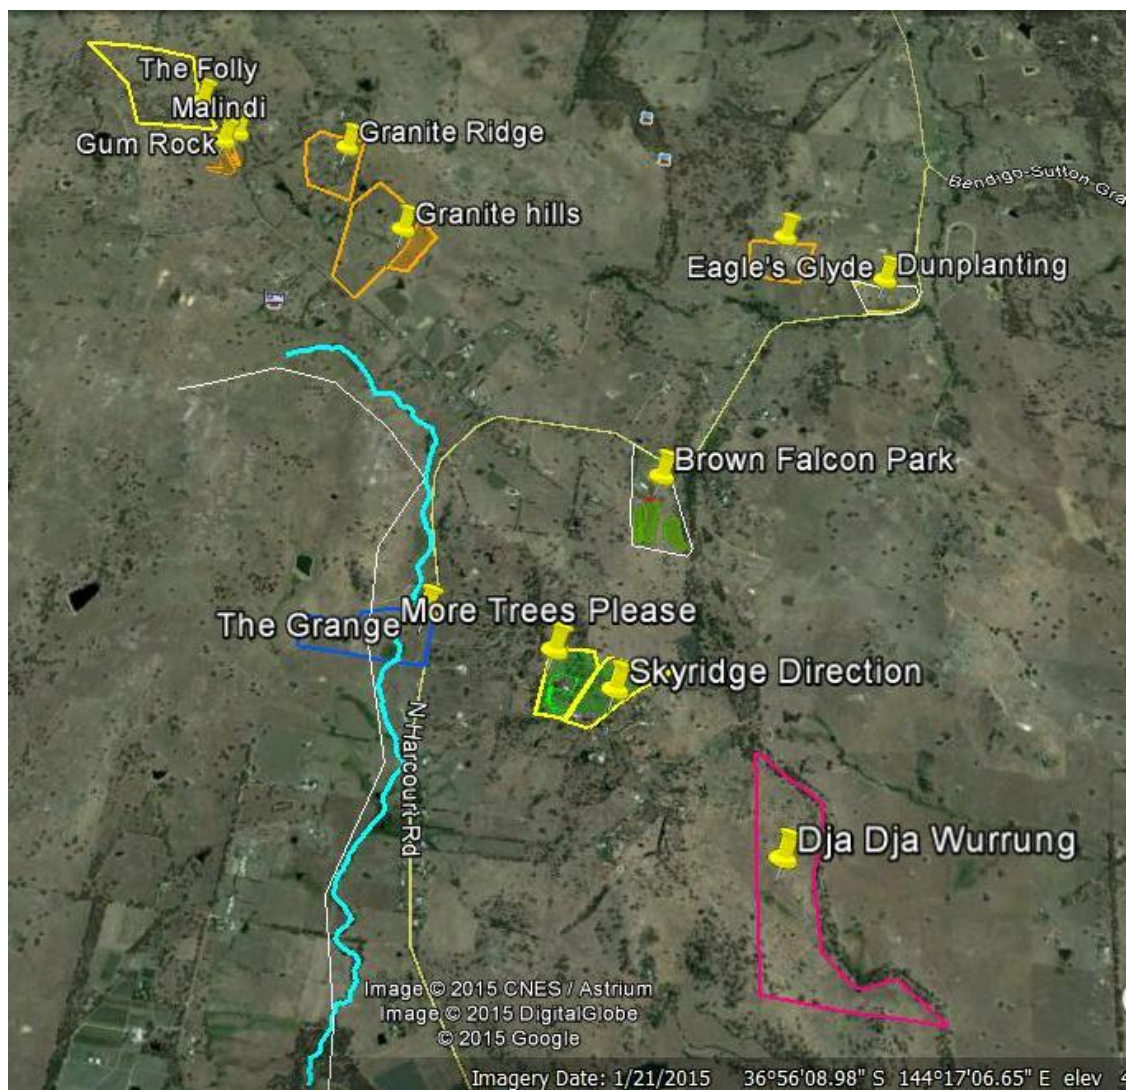 The Folly
Malindi
Gum Rock
Granite Ridge
Granite hills
Bendigo-Sutton Gra
Eagle's Glyde
Dunplanting
Brown Falcon Park
More Trees Please
The Grange
Skyridge Direction
N Harcourt Rd
Dja Dja Wurrung
Image © 2015 CNES / Astrium
Image © 2015 DigitalGlobe
© 2015 Google
Imagery Date: 1/21/2015 36°56'08.98" S 144°17'06.65" E elev